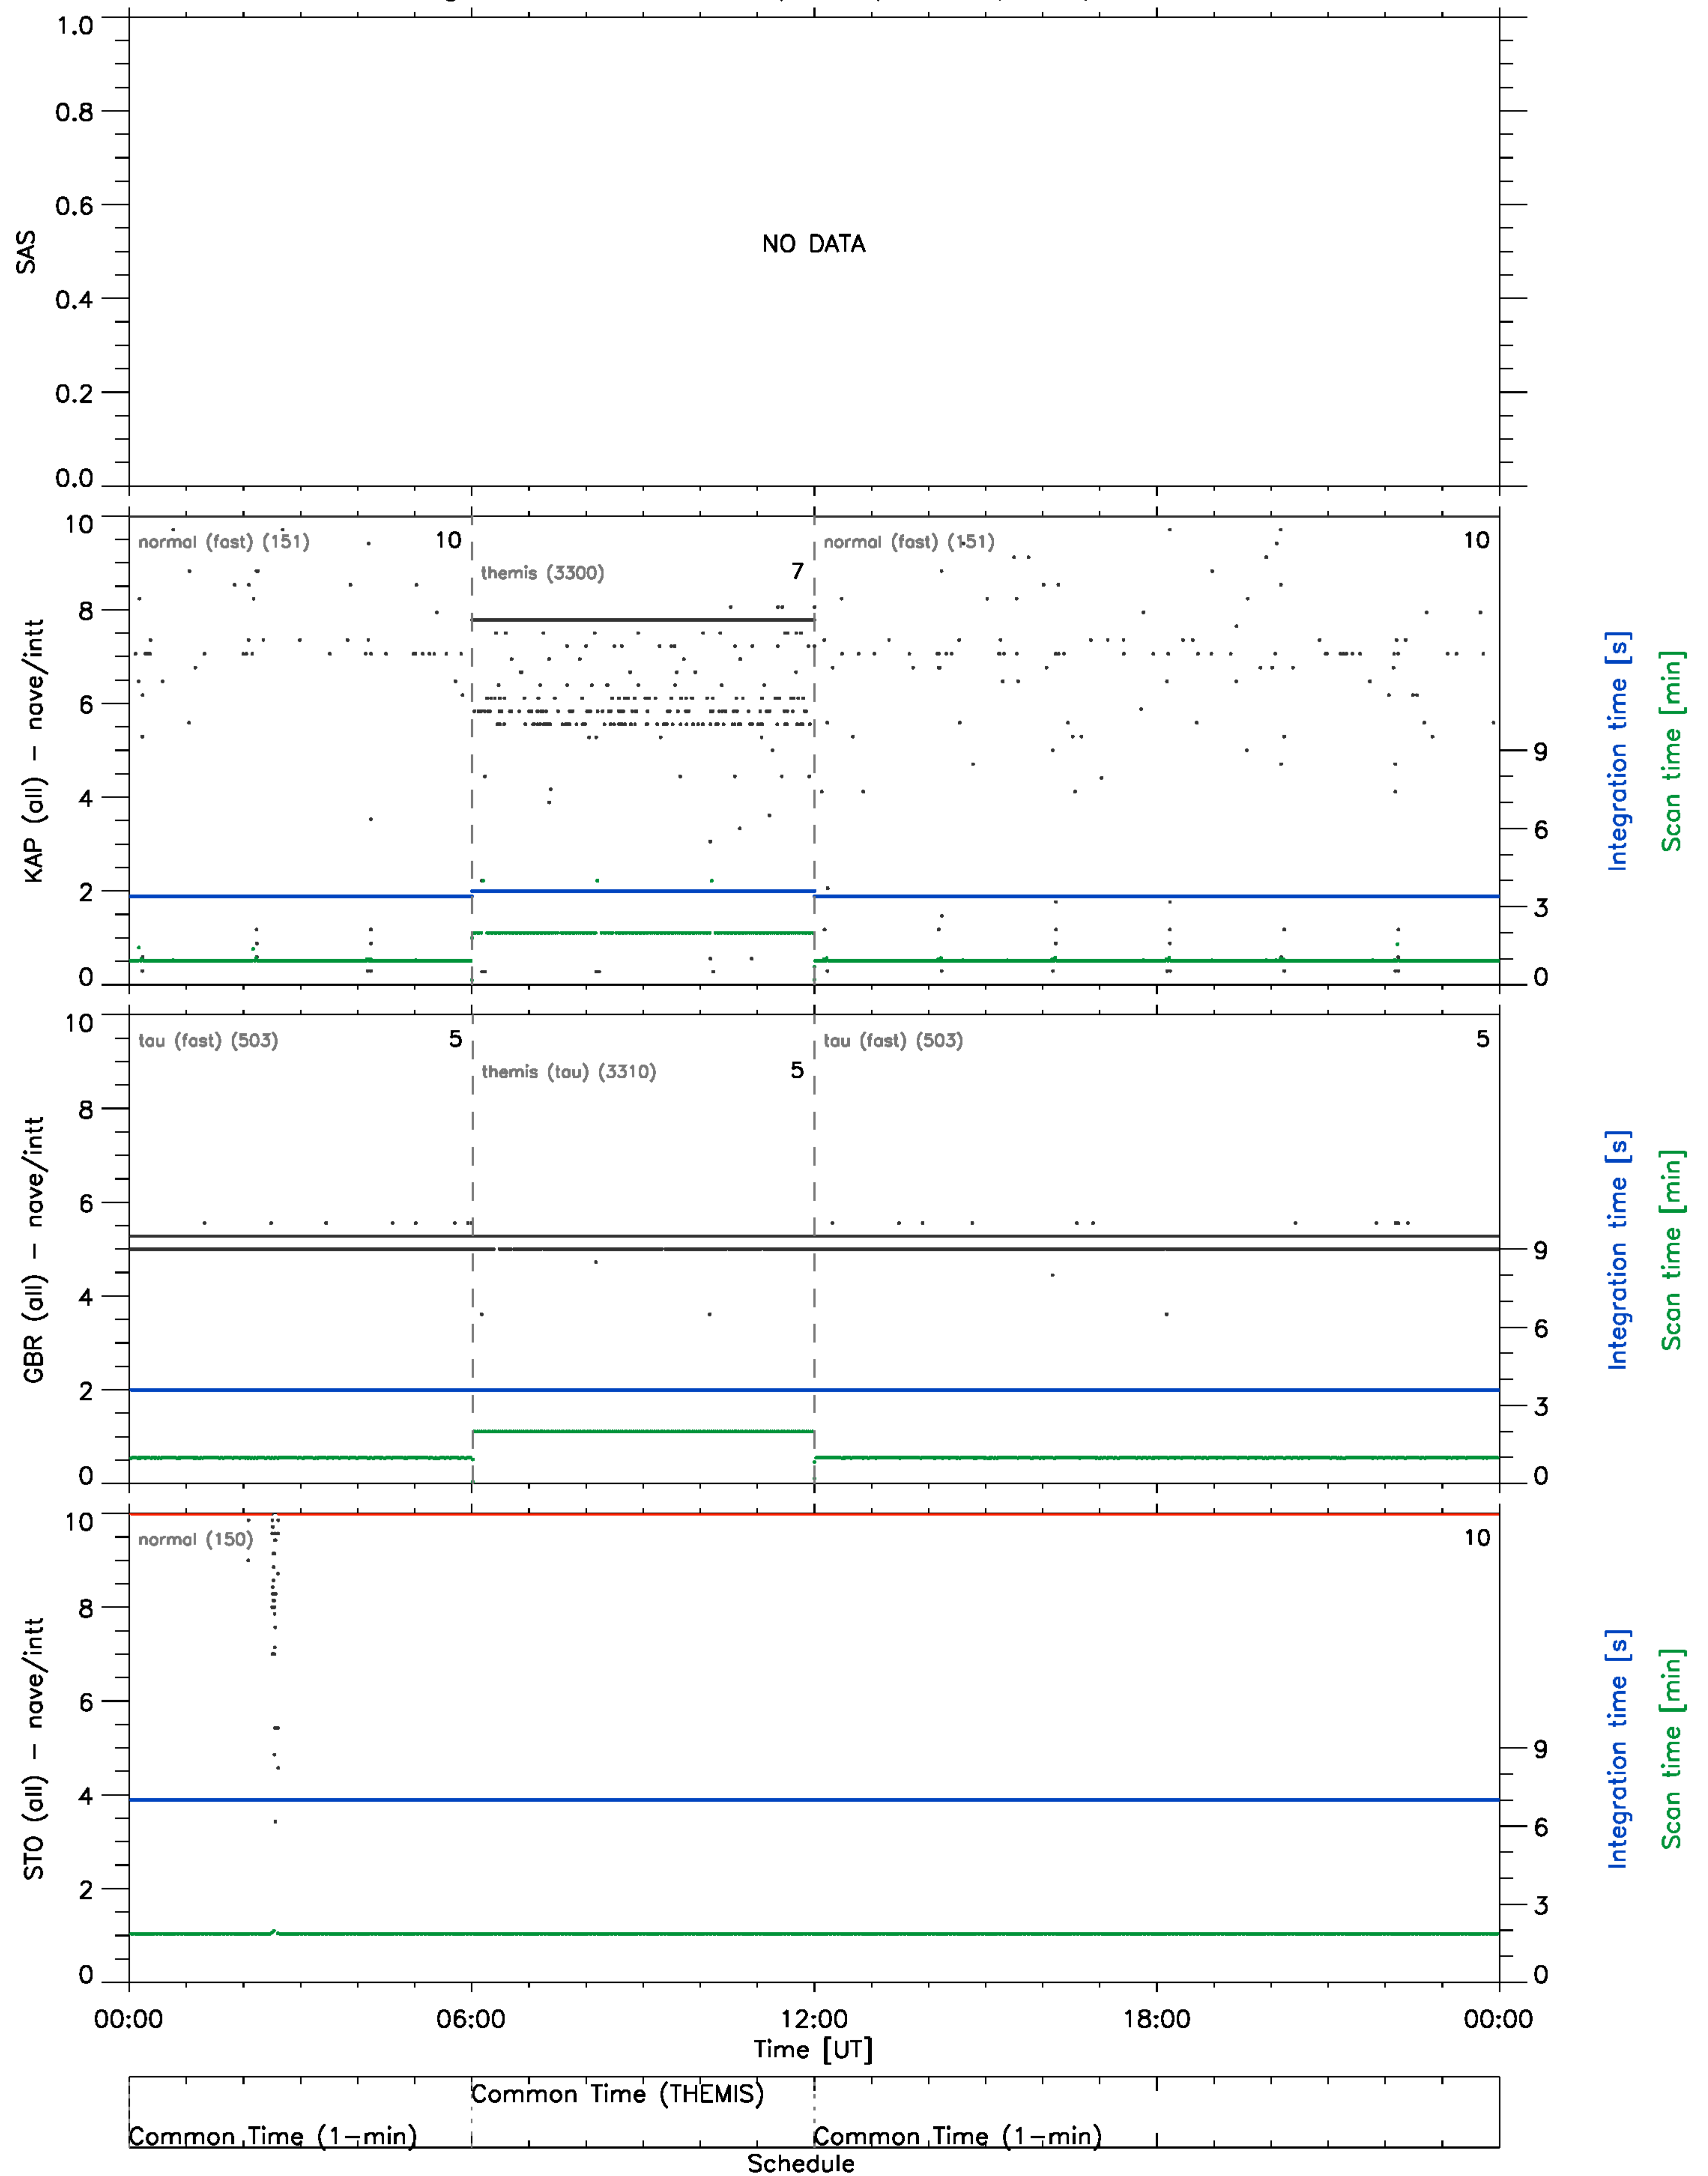 1.0
0.8
0.6
0.4
0.2
0.0
SAS
NO DATA
10
8
6
4
2
0
KAP (all) − nave/intt
normal (fast) (151)
10
themis (3300)
7
normal (fast) (151)
10
9
6
3
0
Integration time [s]
Scan time [min]
10
8
6
4
2
0
GBR (all) − nave/intt
tau (fast) (503)
5
themis (tau) (3310)
5
tau (fast) (503)
5
9
6
3
0
Integration time [s]
Scan time [min]
10
8
6
4
2
0
STO (all) − nave/intt
normal (150)
10
9
6
3
0
Integration time [s]
Scan time [min]
00:00
06:00
12:00
18:00
00:00
Time [UT]
Common Time (THEMIS)
Common Time (1−min)
Common Time (1−min)
Schedule